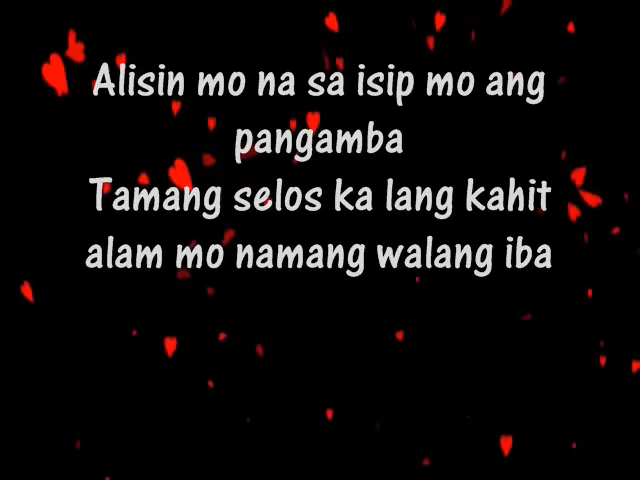 Alisin mo na sa isip mo ang
pangamba
Tamang selos ka lang kahit
alam mo namang walang iba